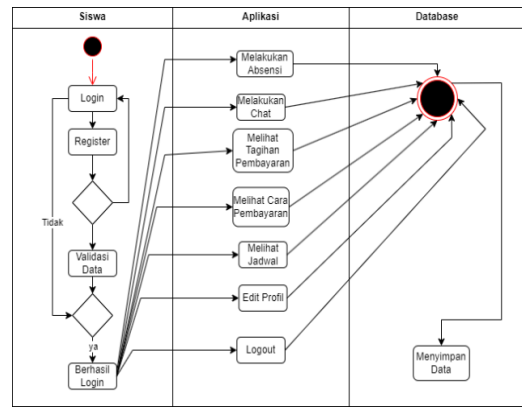 Siswa
Aplikasi
Database
Login
Register
Tidak
Validasi
Data
ya
Berhasil
Login
Melakukan
Absensi
Melakukan
Chat
Melihat
Tagihan
Pembayaran
Melihat Cara
Pembayaran
Melihat
Jadwal
Edit Profil
Logout
Menyimpan
Data